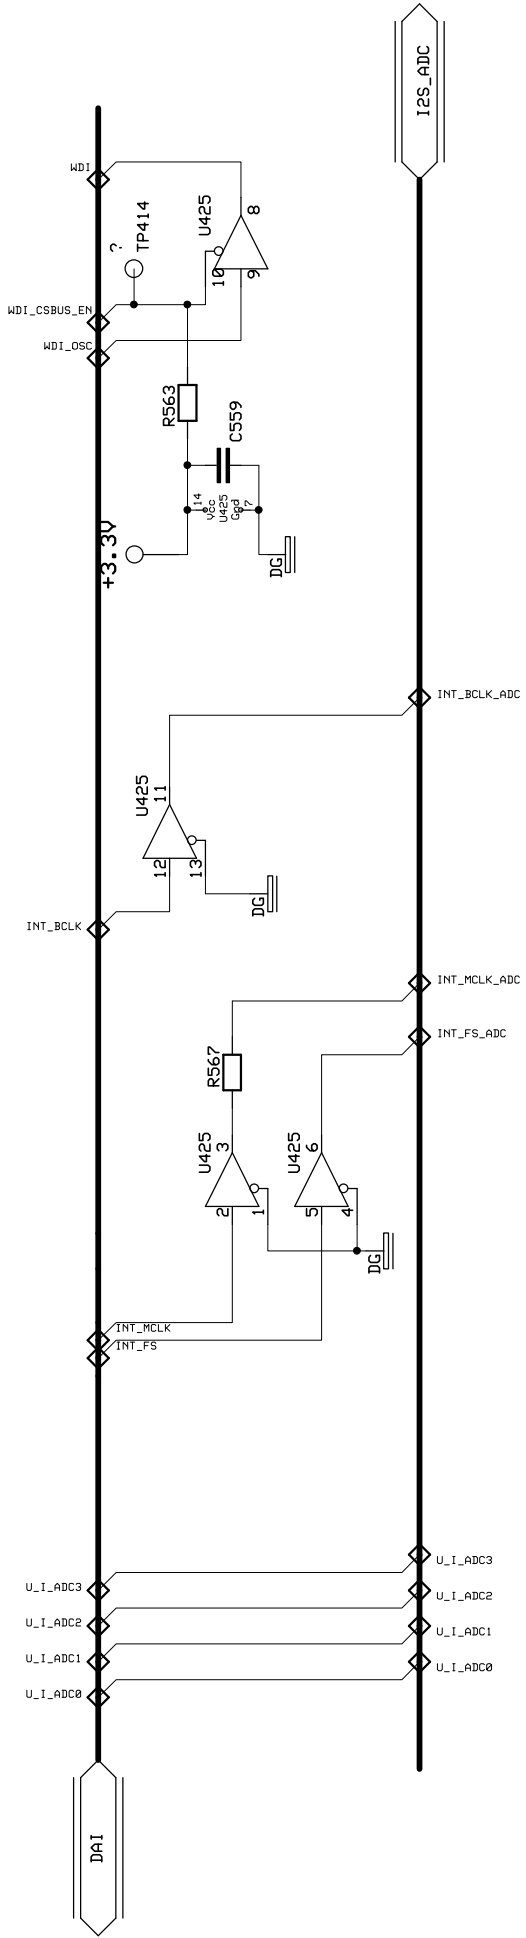 I2S_ADC
WDI
U425
8
10
9
?
TP414
WDI_CSBUS_EN
WDI_OSC
R563
C559
14
Vcc
U425
Gnd
7
+3.3V
DG
INT_BCLK_ADC
U425
11
12
13
DG
INT_BCLK
INT_MCLK_ADC
INT_FS_ADC
R567
U425
3
2
1
U425
6
5
4
DG
INT_MCLK
INT_FS
U_I_ADC3
U_I_ADC3
U_I_ADC2
U_I_ADC2
U_I_ADC1
U_I_ADC1
U_I_ADC0
U_I_ADC0
DAI